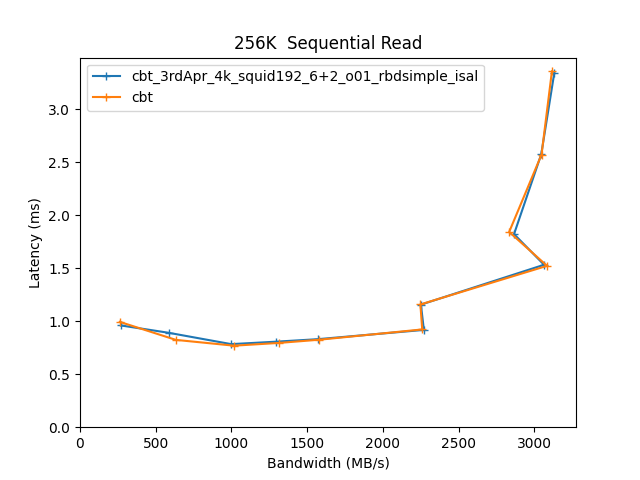 256K  Sequential Read
cbt_3rdApr_4k_squid192_6+2_o01_rbdsimple_isal
cbt
Latency (ms)
3.0
2.5
2.0
1.5
1.0
0.5
0.0
0
500
1000
1500
2000
2500
3000
Bandwidth (MB/s)